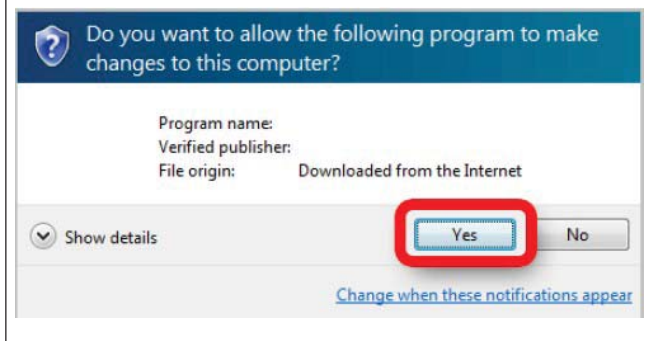 Do you want to allow the following program to make
changes to this computer?
Program name:
Verified publisher:
File origin: Downloaded from the Internet
Show details Yes No
Change when these notifications appear